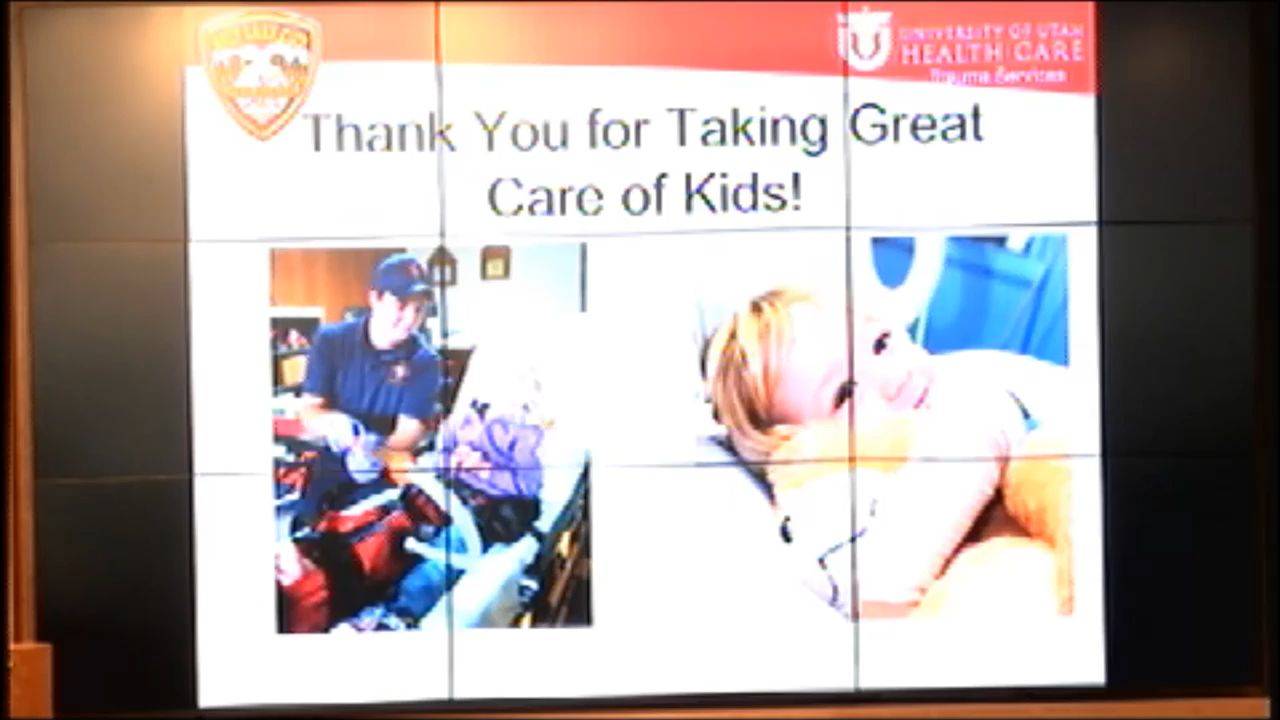 UNIVERSITY OF UTAH
HEALTH CARE
Trauma Services
Thank You for Taking Great
Care of Kids!